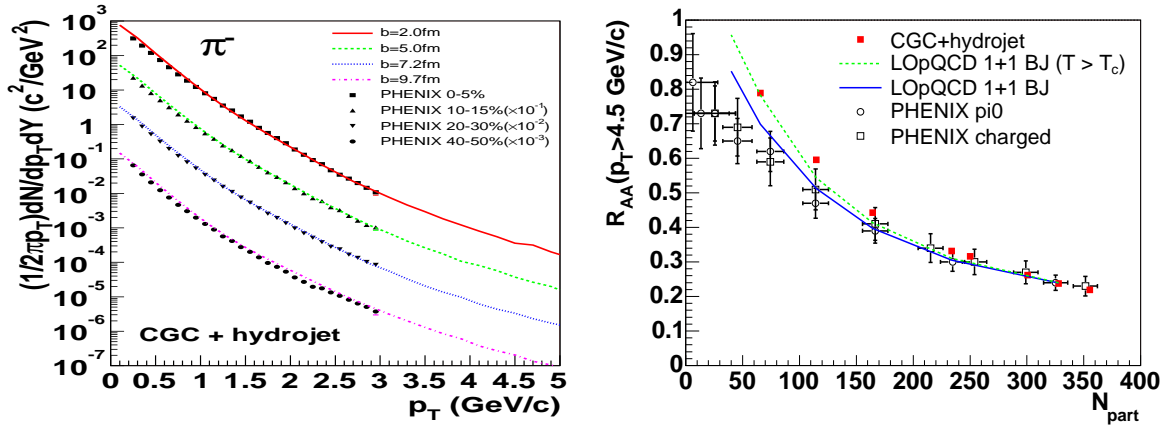 π⁻
b=2.0fm
b=5.0fm
b=7.2fm
b=9.7fm
PHENIX 0-5%
PHENIX 10-15%(×10⁻¹)
PHENIX 20-30%(×10⁻²)
PHENIX 40-50%(×10⁻³)
CGC + hydrojet
(1/2πp_T)dN/dp_TdY (c²/GeV²)
10³
10²
10
1
10⁻¹
10⁻²
10⁻³
10⁻⁴
10⁻⁵
10⁻⁶
10⁻⁷
0 0.5 1 1.5 2 2.5 3 3.5 4 4.5 5
p_T (GeV/c)
CGC+hydrojet
LOpQCD 1+1 BJ (T > T_c)
LOpQCD 1+1 BJ
PHENIX pi0
PHENIX charged
R_AA(p_T>4.5 GeV/c)
1
0.9
0.8
0.7
0.6
0.5
0.4
0.3
0.2
0.1
0
0 50 100 150 200 250 300 350 400
N_part